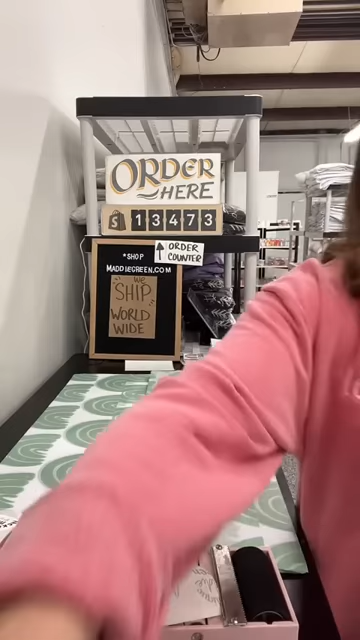 ORDER
HERE
S 13473
ORDER
COUNTER
*SHOP
MADDIEGREEN.COM
"WE
SHIP"
WORLD
WIDE